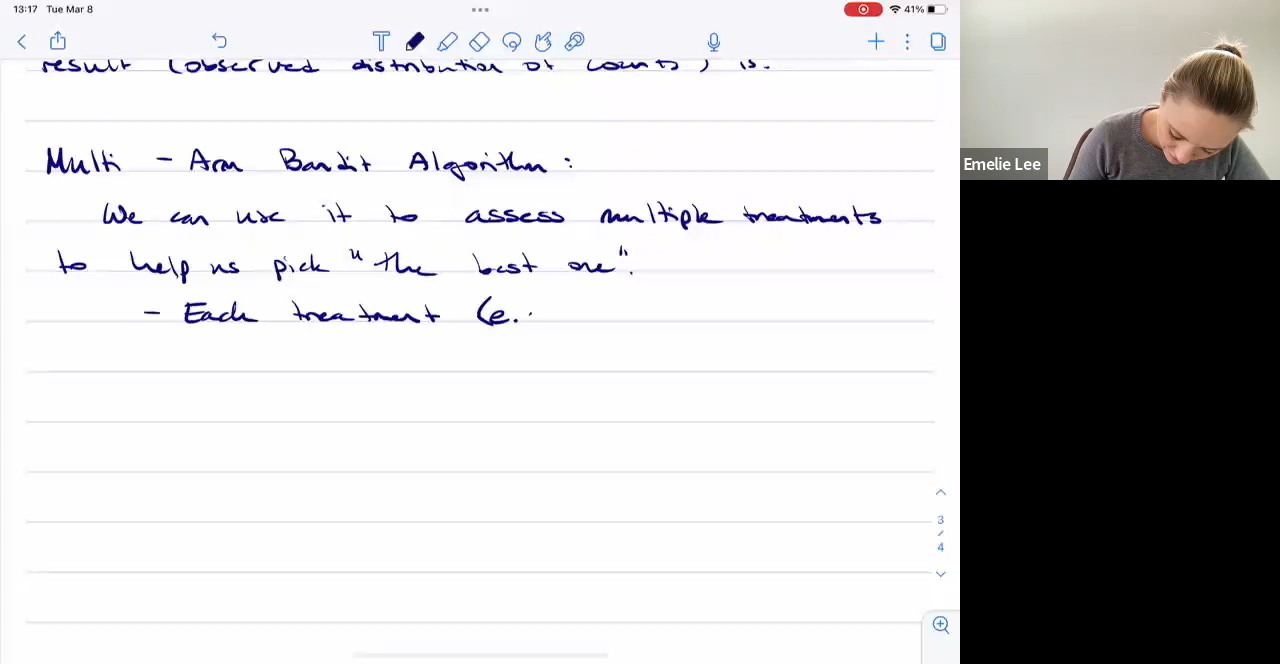 13:17 Tue Mar 8
41%
result (observed distribution of counts) is.
Multi - Arm Bandit Algorithm :
We can use it to assess multiple treatments
to help us pick "the best one".
- Each treatment (e.
3
/
4
Emelie Lee